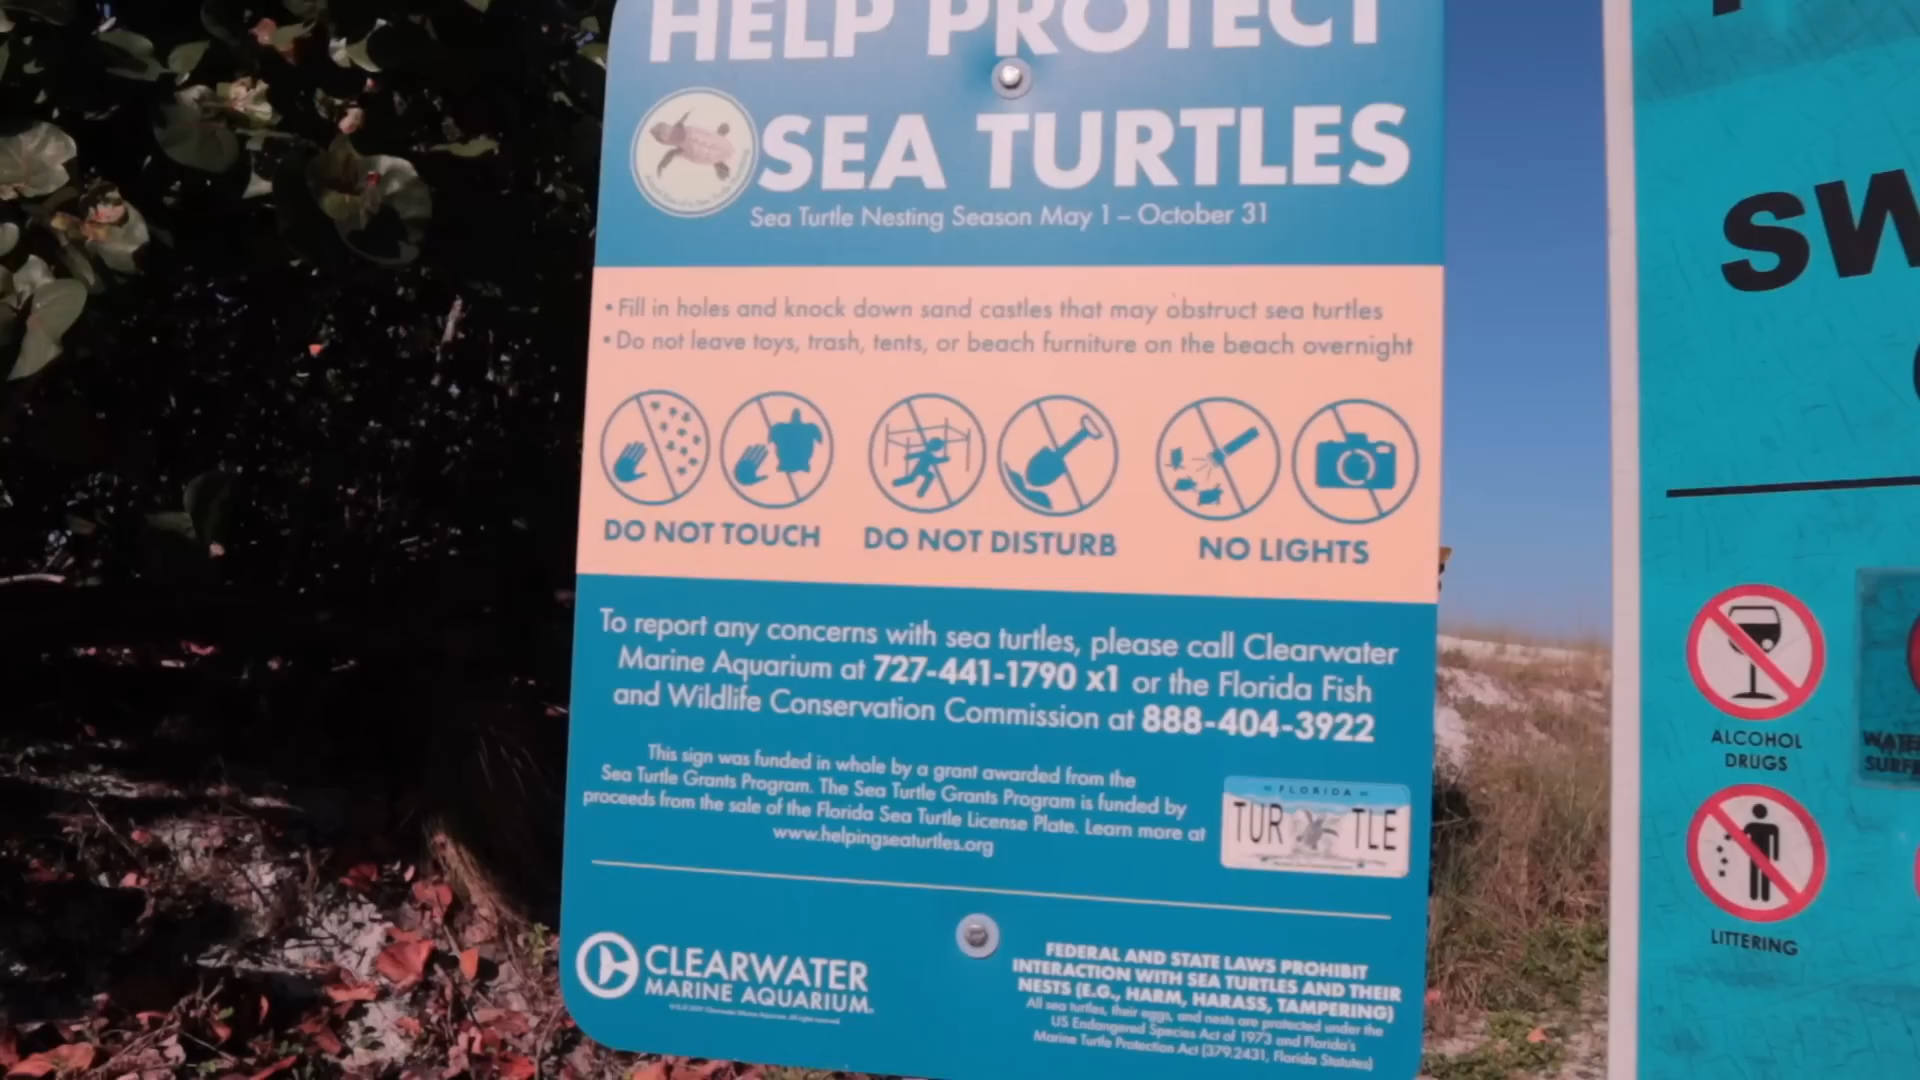 HELP PROTECT
SEA TURTLES
Sea Turtle Nesting Season May 1 – October 31
• Fill in holes and knock down sand castles that may obstruct sea turtles
• Do not leave toys, trash, tents, or beach furniture on the beach overnight
DO NOT TOUCH
DO NOT DISTURB
NO LIGHTS
To report any concerns with sea turtles, please call Clearwater
Marine Aquarium at 727-441-1790 x1 or the Florida Fish
and Wildlife Conservation Commission at 888-404-3922
This sign was funded in whole by a grant awarded from the
Sea Turtle Grants Program. The Sea Turtle Grants Program is funded by
proceeds from the sale of the Florida Sea Turtle License Plate. Learn more at
www.helpingseaturtles.org
FLORIDA
TUR TLE
CLEARWATER
MARINE AQUARIUM
FEDERAL AND STATE LAWS PROHIBIT
INTERACTION WITH SEA TURTLES AND THEIR
NESTS (E.G., HARM, HARASS, TAMPERING)
All sea turtles, their eggs, and nests are protected under the
US Endangered Species Act of 1973 and Florida's
Marine Turtle Protection Act (379.2431, Florida Statutes)
SW
ALCOHOL
DRUGS
WATE
SURF
LITTERING